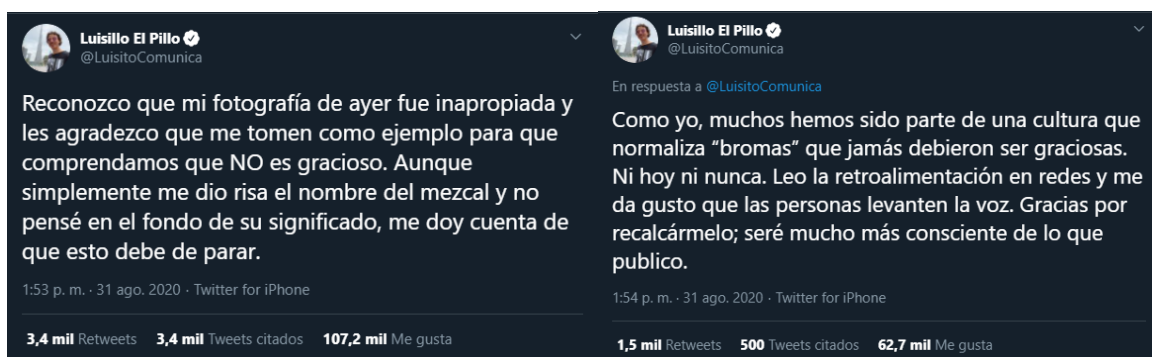 Luisillo El Pillo
@LuisitoComunica
Reconozco que mi fotografía de ayer fue inapropiada y
les agradezco que me tomen como ejemplo para que
comprendamos que NO es gracioso. Aunque
simplemente me dio risa el nombre del mezcal y no
pensé en el fondo de su significado, me doy cuenta de
que esto debe de parar.
1:53 p. m. · 31 ago. 2020 · Twitter for iPhone
3,4 mil Retweets 3,4 mil Tweets citados 107,2 mil Me gusta
Luisillo El Pillo
@LuisitoComunica
En respuesta a @LuisitoComunica
Como yo, muchos hemos sido parte de una cultura que
normaliza “bromas” que jamás debieron ser graciosas.
Ni hoy ni nunca. Leo la retroalimentación en redes y me
da gusto que las personas levanten la voz. Gracias por
recalcármelo; seré mucho más consciente de lo que
publico.
1:54 p. m. · 31 ago. 2020 · Twitter for iPhone
1,5 mil Retweets 500 Tweets citados 62,7 mil Me gusta